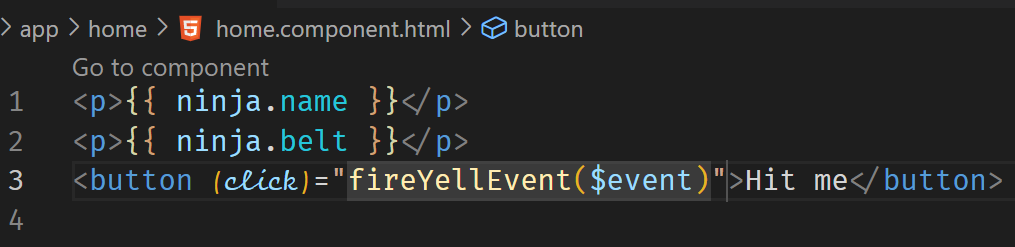 > app > home > home.component.html > button
Go to component
1 <p>{{ ninja.name }}</p>
2 <p>{{ ninja.belt }}</p>
3 <button (click)="fireYellEvent($event)">Hit me</button>
4